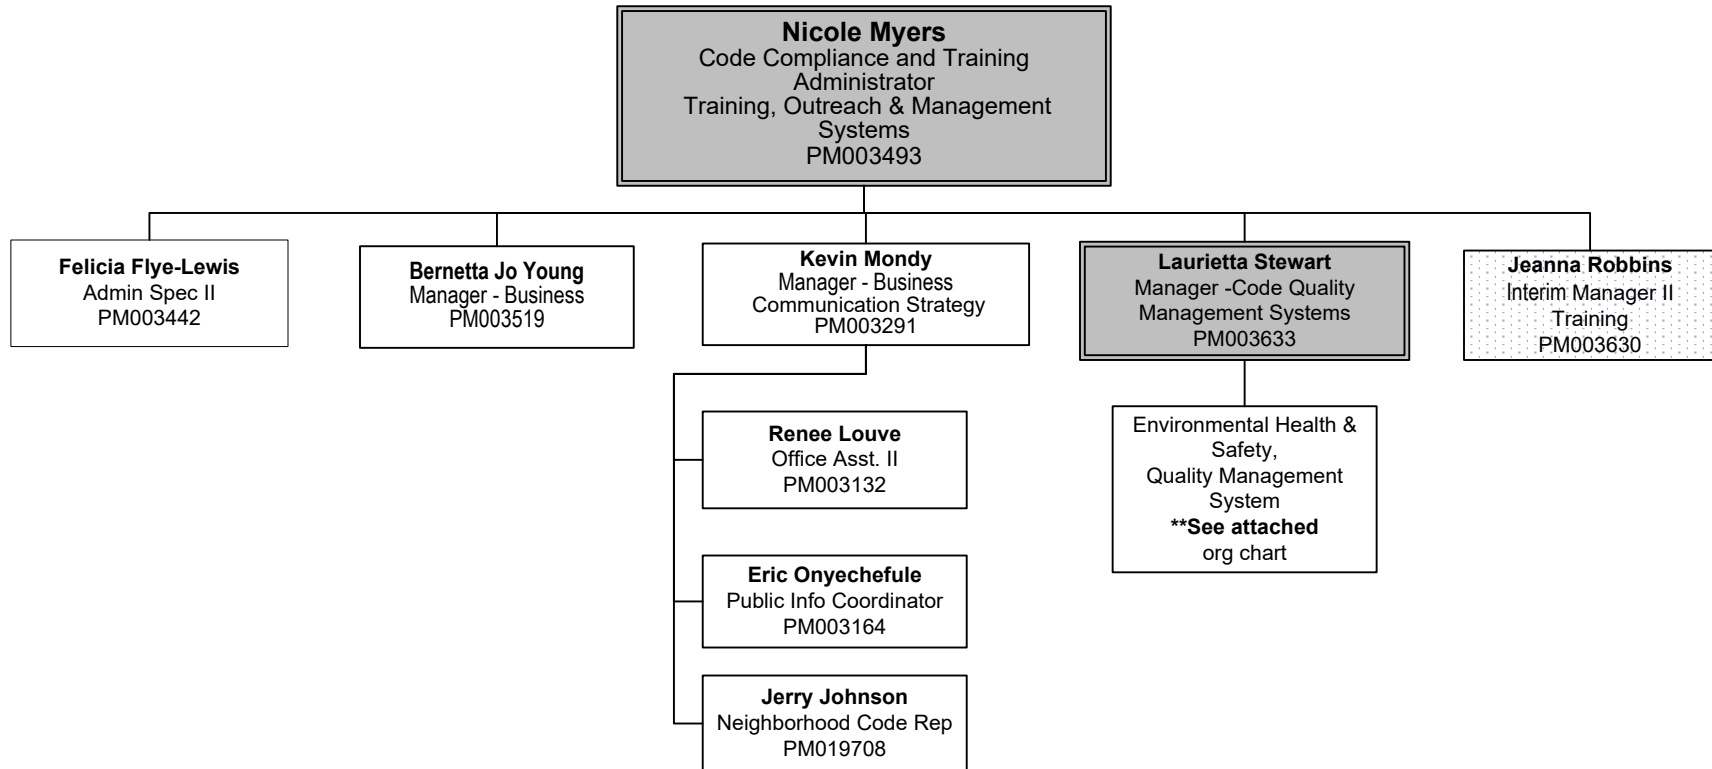 Nicole Myers
Code Compliance and Training
Administrator
Training, Outreach & Management
Systems
PM003493
Felicia Flye-Lewis
Admin Spec II
PM003442
Bernetta Jo Young
Manager - Business
PM003519
Kevin Mondy
Manager - Business
Communication Strategy
PM003291
Laurietta Stewart
Manager -Code Quality
Management Systems
PM003633
Jeanna Robbins
Interim Manager II
Training
PM003630
Renee Louve
Office Asst. II
PM003132
Eric Onyechefule
Public Info Coordinator
PM003164
Jerry Johnson
Neighborhood Code Rep
PM019708
Environmental Health &
Safety,
Quality Management
System
**See attached
org chart